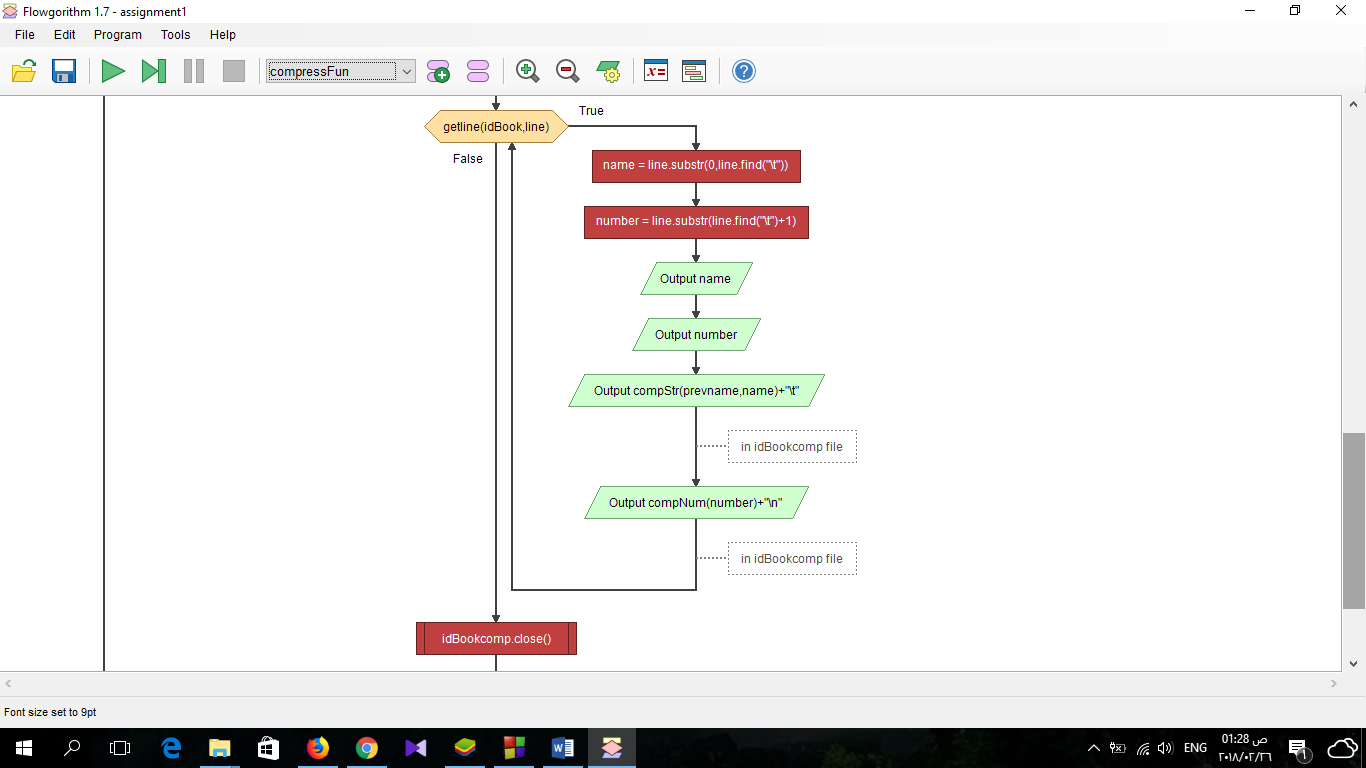 Flowgorithm 1.7 - assignment1
File Edit Program Tools Help
compressFun
True
getline(idBook,line)
False
name = line.substr(0,line.find("\t"))
number = line.substr(line.find("\t")+1)
Output name
Output number
Output compStr(prevname,name)+"\t"
in idBookcomp file
Output compNum(number)+"\n"
in idBookcomp file
idBookcomp.close()
Font size set to 9pt
ENG
01:28 ص
٢٠١٨/٠٢/٢٦
1